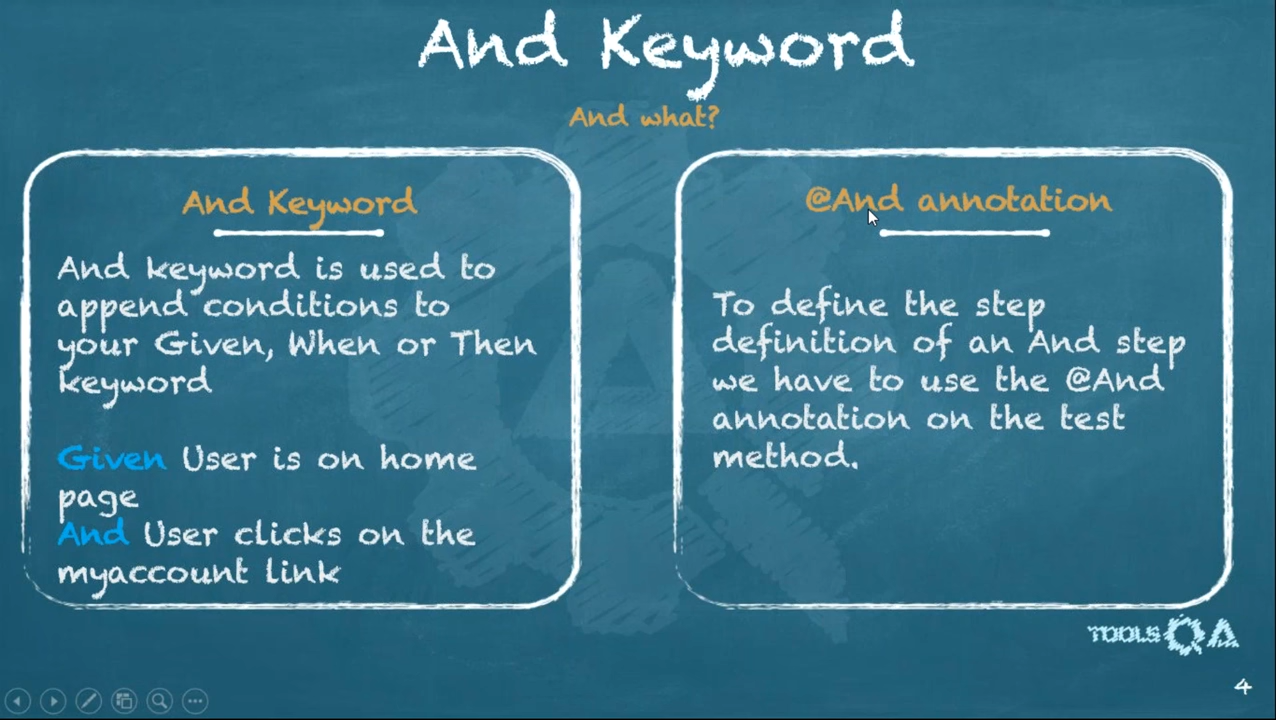 And Keyword
And what?
And Keyword
And keyword is used to
append conditions to
your Given, When or Then
keyword
Given User is on home
page
And User clicks on the
myaccount link
@And annotation
To define the step
definition of an And step
we have to use the @And
annotation on the test
method.
TOOLSQA
4